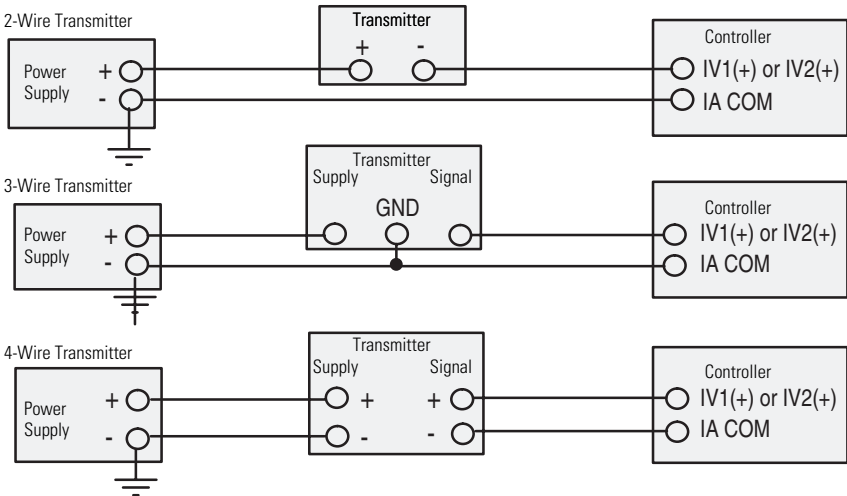 2-Wire Transmitter
Transmitter
+ -
Controller
Power
Supply
+
-
IV1(+) or IV2(+)
IA COM
3-Wire Transmitter
Transmitter
Supply Signal
GND
Controller
Power
Supply
+
-
IV1(+) or IV2(+)
IA COM
4-Wire Transmitter
Transmitter
Supply Signal
Controller
Power
Supply
+
-
+ +
- -
IV1(+) or IV2(+)
IA COM